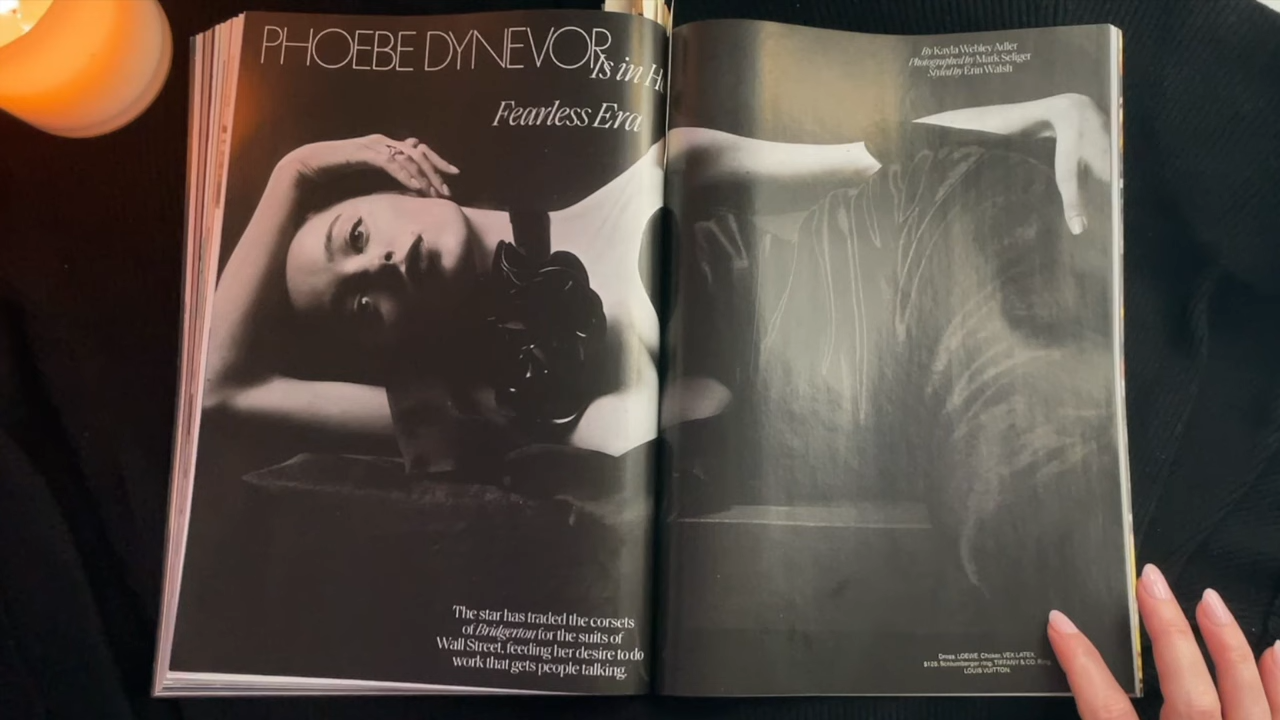 PHOEBE DYNEVOR
Is in H
Fearless Era
By Kayla Webley Adler
Photographed by Mark Seliger
Styled by Erin Walsh
The star has traded the corsets
of Bridgerton for the suits of
Wall Street, feeding her desire to do
work that gets people talking.
Dress, LOEWE. Choker, VEX LATEX,
$120. Schlumberger ring, TIFFANY & CO. Ring,
LOUIS VUITTON.